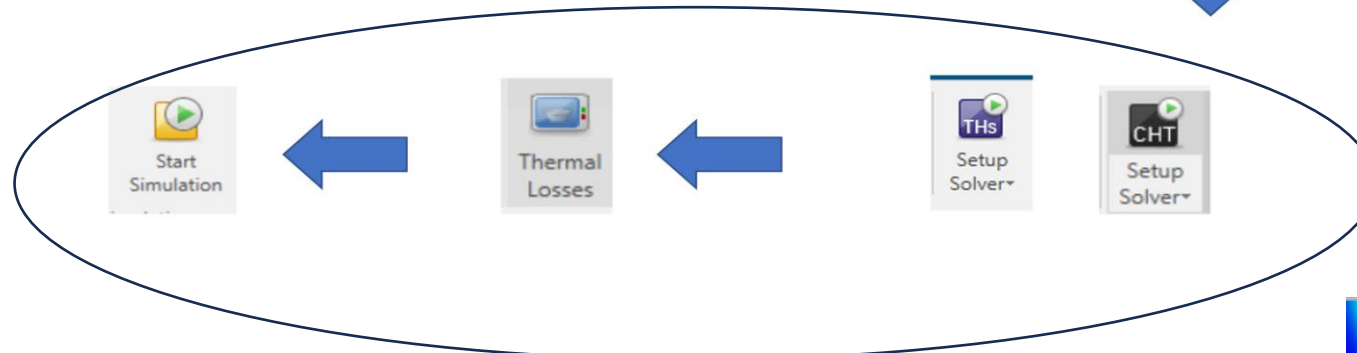 Start
Simulation
Thermal
Losses
THs
Setup
Solver
CHT
Setup
Solver